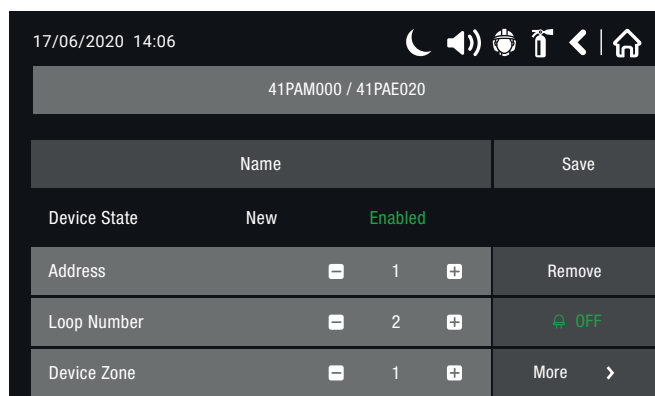 17/06/2020 14:06
41PAM000 / 41PAE020
Name Save
Device State New Enabled
Address 1 Remove
Loop Number 2 OFF
Device Zone 1 More